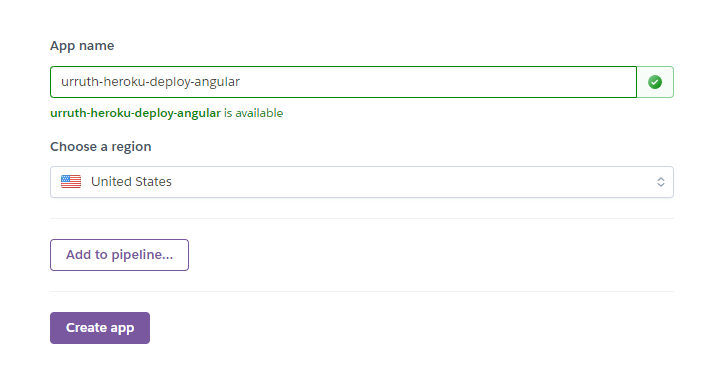 App name
urruth-heroku-deploy-angular
urruth-heroku-deploy-angular is available
Choose a region
United States
Add to pipeline...
Create app